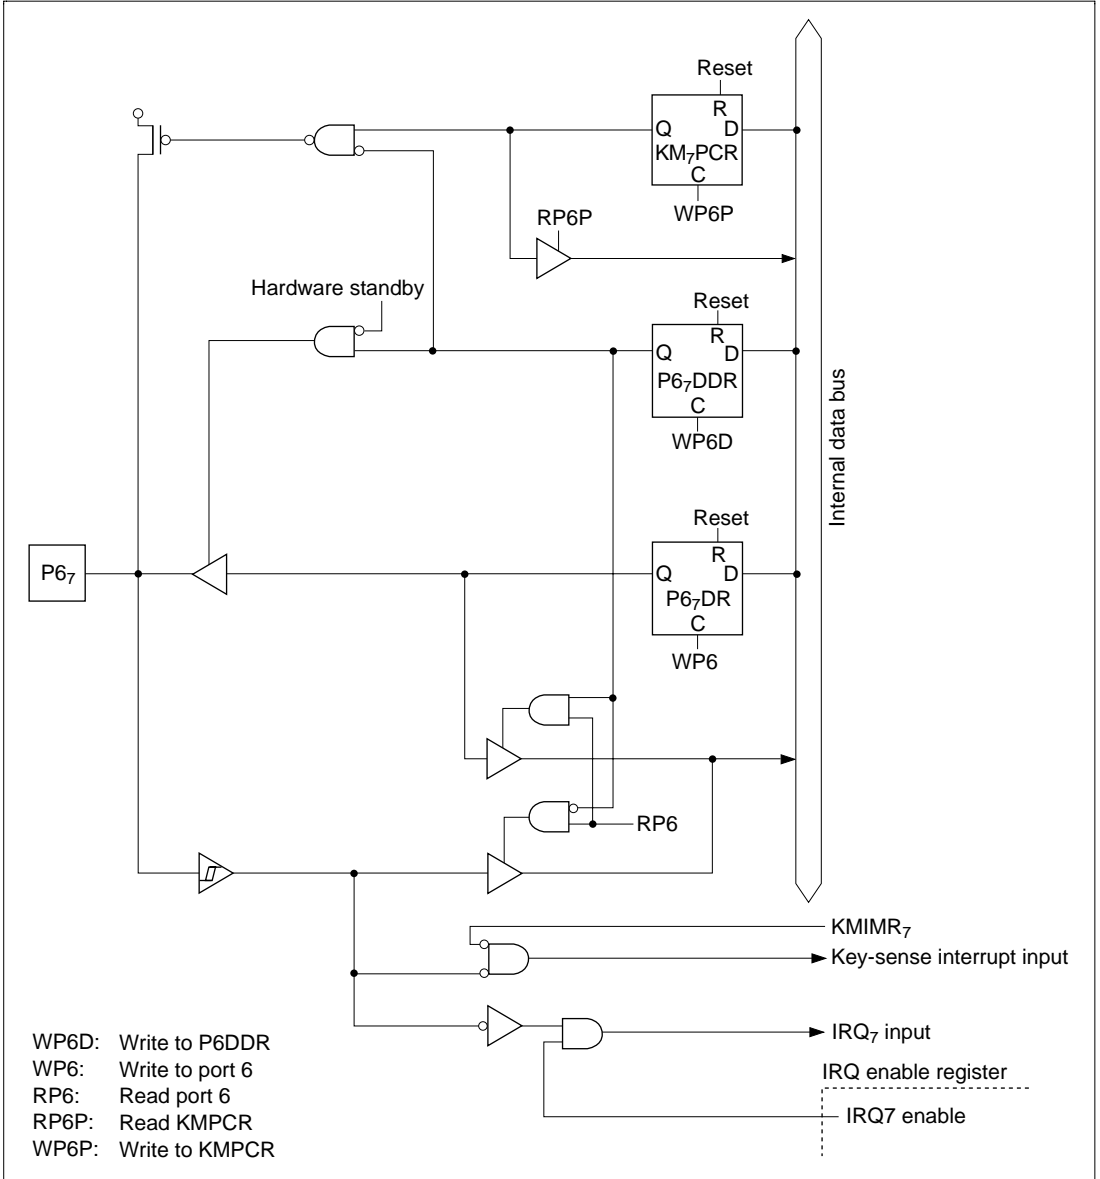 Reset
R
Q D
KM₇PCR
C
WP6P
RP6P
Hardware standby
Reset
R
Q D
P6₇DDR
C
WP6D
Internal data bus
Reset
R
P6₇
Q D
P6₇DR
C
WP6
RP6
KMIMR₇
Key-sense interrupt input
IRQ₇ input
IRQ enable register
IRQ7 enable
WP6D: Write to P6DDR
WP6: Write to port 6
RP6: Read port 6
RP6P: Read KMPCR
WP6P: Write to KMPCR